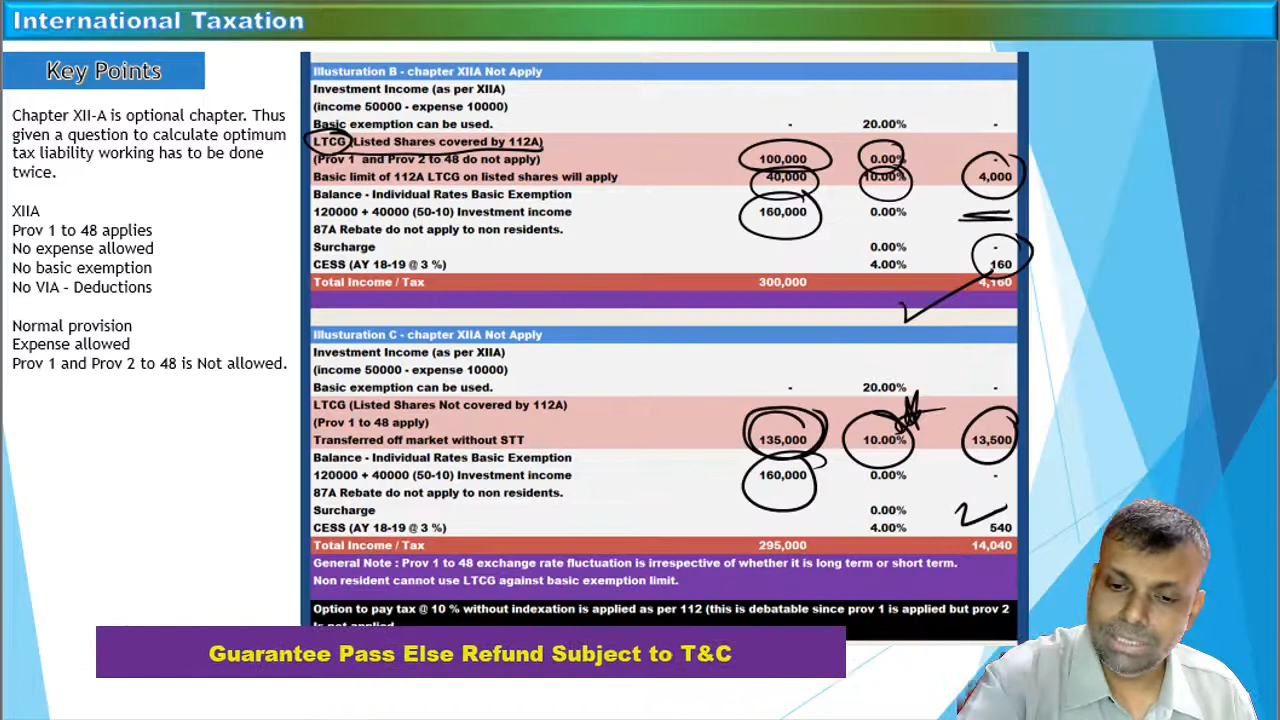 International Taxation
Key Points
Chapter XII-A is optional chapter. Thus
given a question to calculate optimum
tax liability working has to be done
twice.
XIIA
Prov 1 to 48 applies
No expense allowed
No basic exemption
No VIA – Deductions
Normal provision
Expense allowed
Prov 1 and Prov 2 to 48 is Not allowed.
Illusturation B - chapter XIIA Not Apply
Investment Income (as per XIIA)
(income 50000 - expense 10000)
Basic exemption can be used. - 20.00% -
LTCG (Listed Shares covered by 112A)
(Prov 1 and Prov 2 to 48 do not apply) 100,000 0.00% -
Basic limit of 112A LTCG on listed shares will apply 40,000 10.00% 4,000
Balance - Individual Rates Basic Exemption
120000 + 40000 (50-10) Investment income 160,000 0.00% 
87A Rebate do not apply to non residents.
Surcharge 0.00% -
CESS (AY 18-19 @ 3 %) 4.00% 160
Total Income / Tax 300,000 4,160
Illusturation C - chapter XIIA Not Apply
Investment Income (as per XIIA)
(income 50000 - expense 10000)
Basic exemption can be used. - 20.00% -
LTCG (Listed Shares Not covered by 112A)
(Prov 1 to 48 apply)
Transferred off market without STT 135,000 10.00% 13,500
Balance - Individual Rates Basic Exemption
120000 + 40000 (50-10) Investment income 160,000 0.00% -
87A Rebate do not apply to non residents.
Surcharge 0.00%
CESS (AY 18-19 @ 3 %) 4.00% 540
Total Income / Tax 295,000 14,040
General Note : Prov 1 to 48 exchange rate fluctuation is irrespective of whether it is long term or short term.
Non resident cannot use LTCG against basic exemption limit.
Option to pay tax @ 10 % without indexation is applied as per 112 (this is debatable since prov 1 is applied but prov 2
is not applied
Guarantee Pass Else Refund Subject to T&C